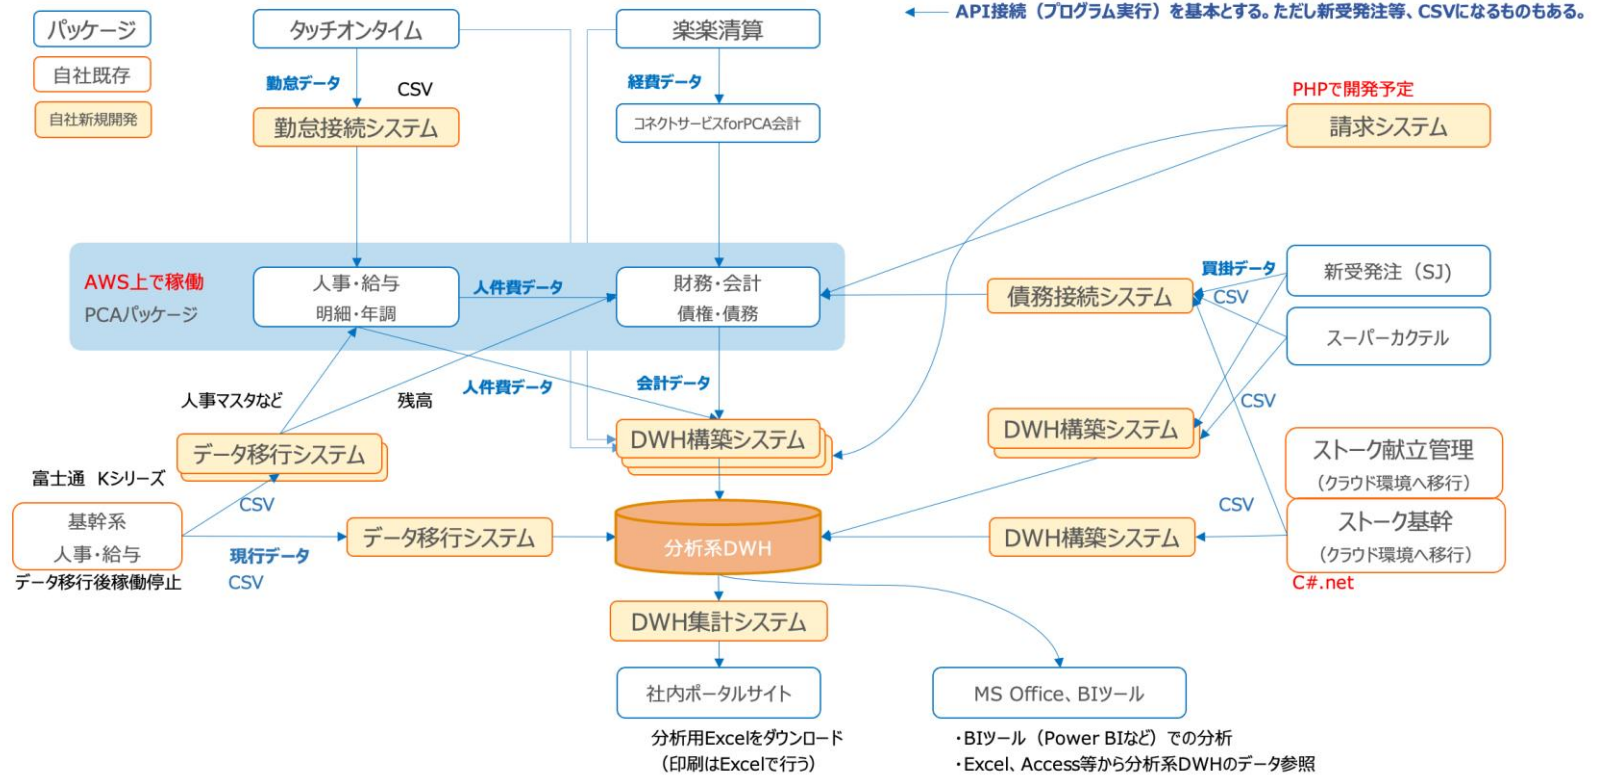 API接続（プログラム実行）を基本とする。ただし新受発注等、CSVになるものもある。
パッケージ
自社既存
自社新規開発
タッチオンタイム
楽楽清算
勤怠データ
CSV
経費データ
勤怠接続システム
コネクトサービスforPCA会計
PHPで開発予定
請求システム
AWS上で稼働
PCAパッケージ
人事・給与
明細・年調
人件費データ
財務・会計
債権・債務
債務接続システム
買掛データ
CSV
新受発注（SJ)
スーパーカクテル
人事マスタなど
残高
人件費データ
会計データ
CSV
データ移行システム
DWH構築システム
DWH構築システム
ストーク献立管理
（クラウド環境へ移行）
富士通　Kシリーズ
CSV
基幹系
人事・給与
データ移行後稼働停止
現行データ
CSV
データ移行システム
分析系DWH
DWH構築システム
CSV
ストーク基幹
（クラウド環境へ移行）
C#.net
DWH集計システム
社内ポータルサイト
MS Office、BIツール
分析用Excelをダウンロード
（印刷はExcelで行う）
・BIツール（Power BIなど）での分析
・Excel、Access等から分析系DWHのデータ参照